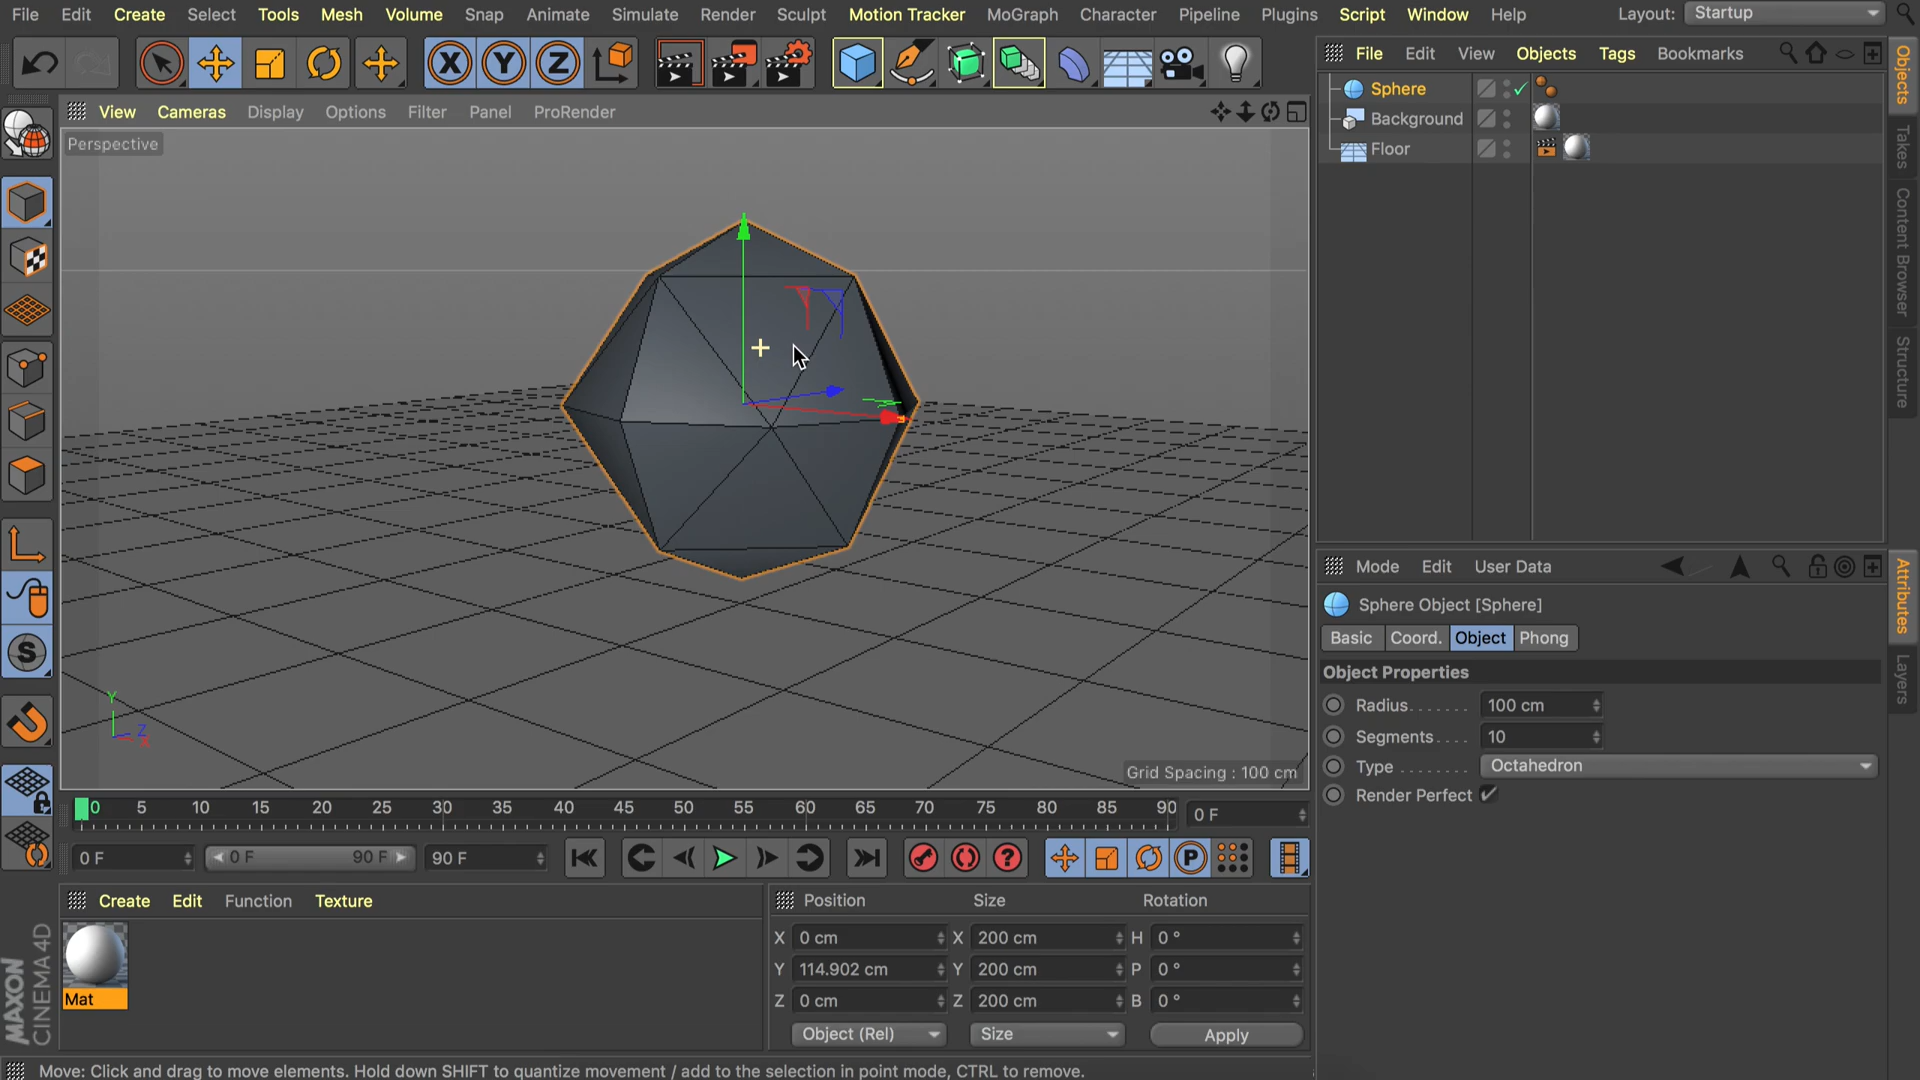 File Edit Create Select Tools Mesh Volume Snap Animate Simulate Render Sculpt Motion Tracker MoGraph Character Pipeline Plugins Script Window Help Layout: Startup
X Y Z
File Edit View Objects Tags Bookmarks
View Cameras Display Options Filter Panel ProRender
Perspective
Sphere
Background
Floor
Objects
Takes
Content Browser
Structure
Y
Z
X
S
Grid Spacing : 100 cm
Mode Edit User Data
Sphere Object [Sphere]
Basic Coord. Object Phong
Object Properties
Radius. . . . . . . 100 cm
Segments. . . . 10
Type . . . . . . . . Octahedron
Render Perfect
Attributes
Layers
0 5 10 15 20 25 30 35 40 45 50 55 60 65 70 75 80 85 90 0 F
0 F 0 F 90 F 90 F ? P
Create Edit Function Texture
Mat
Position Size Rotation
X 0 cm X 200 cm H 0 °
Y 114.902 cm Y 200 cm P 0 °
Z 0 cm Z 200 cm B 0 °
Object (Rel) Size Apply
MAXON
CINEMA 4D
Move: Click and drag to move elements. Hold down SHIFT to quantize movement / add to the selection in point mode, CTRL to remove.